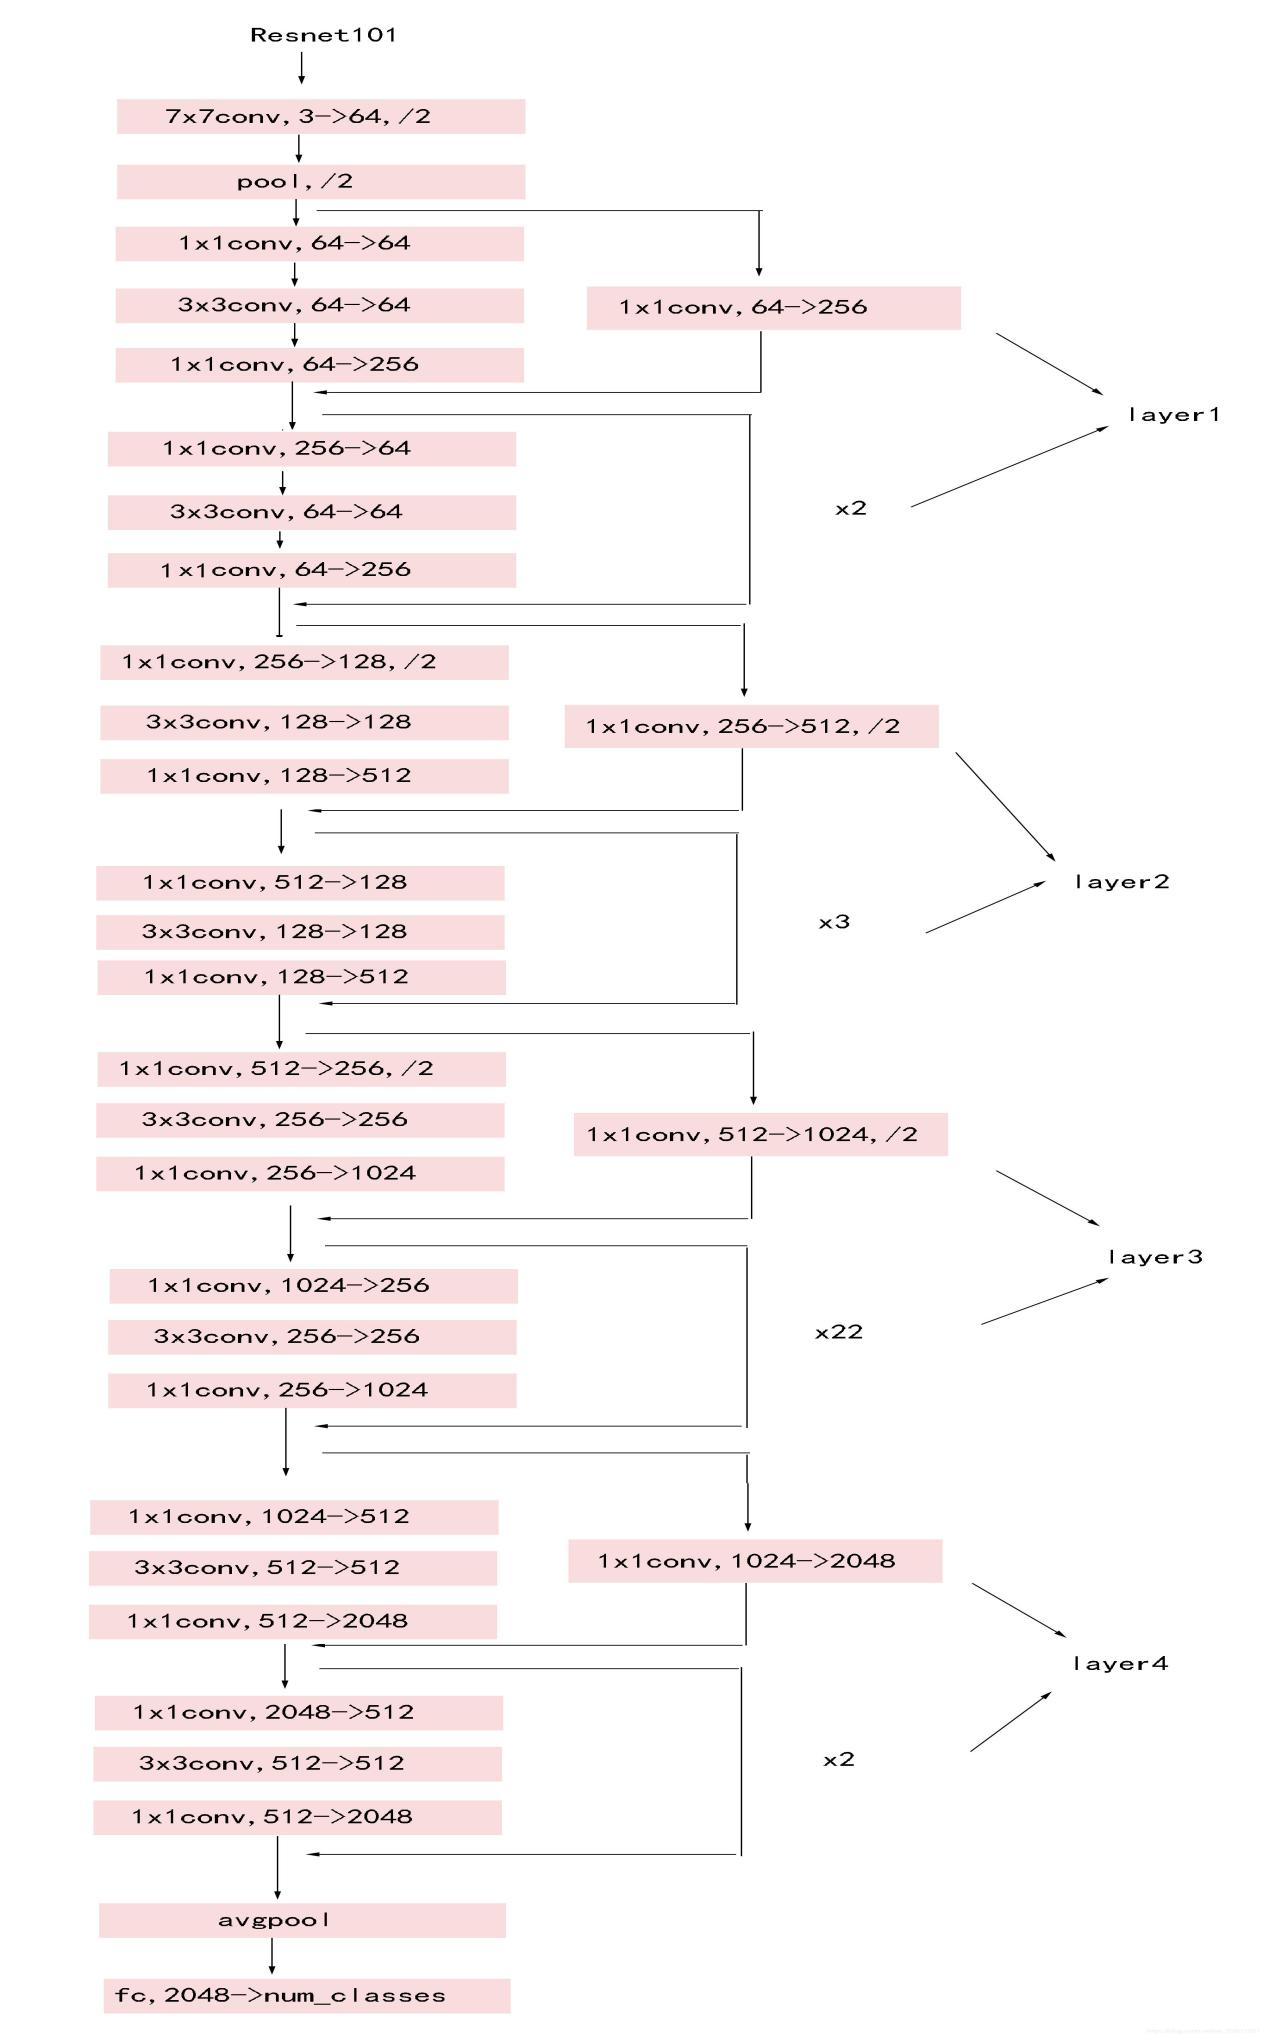 Resnet101
7x7conv,3->64,/2
pool,/2
1x1conv,64->64
3x3conv,64->64
1x1conv,64->256
1x1conv,64->256
layer1
1x1conv,256->64
3x3conv,64->64
x2
1x1conv,64->256
1x1conv,256->128,/2
3x3conv,128->128
1x1conv,256->512,/2
1x1conv,128->512
layer2
1x1conv,512->128
3x3conv,128->128
x3
1x1conv,128->512
1x1conv,512->256,/2
3x3conv,256->256
1x1conv,512->1024,/2
1x1conv,256->1024
layer3
1x1conv,1024->256
3x3conv,256->256
x22
1x1conv,256->1024
1x1conv,1024->512
3x3conv,512->512
1x1conv,1024->2048
1x1conv,512->2048
layer4
1x1conv,2048->512
3x3conv,512->512
x2
1x1conv,512->2048
avgpool
fc,2048->num_classes